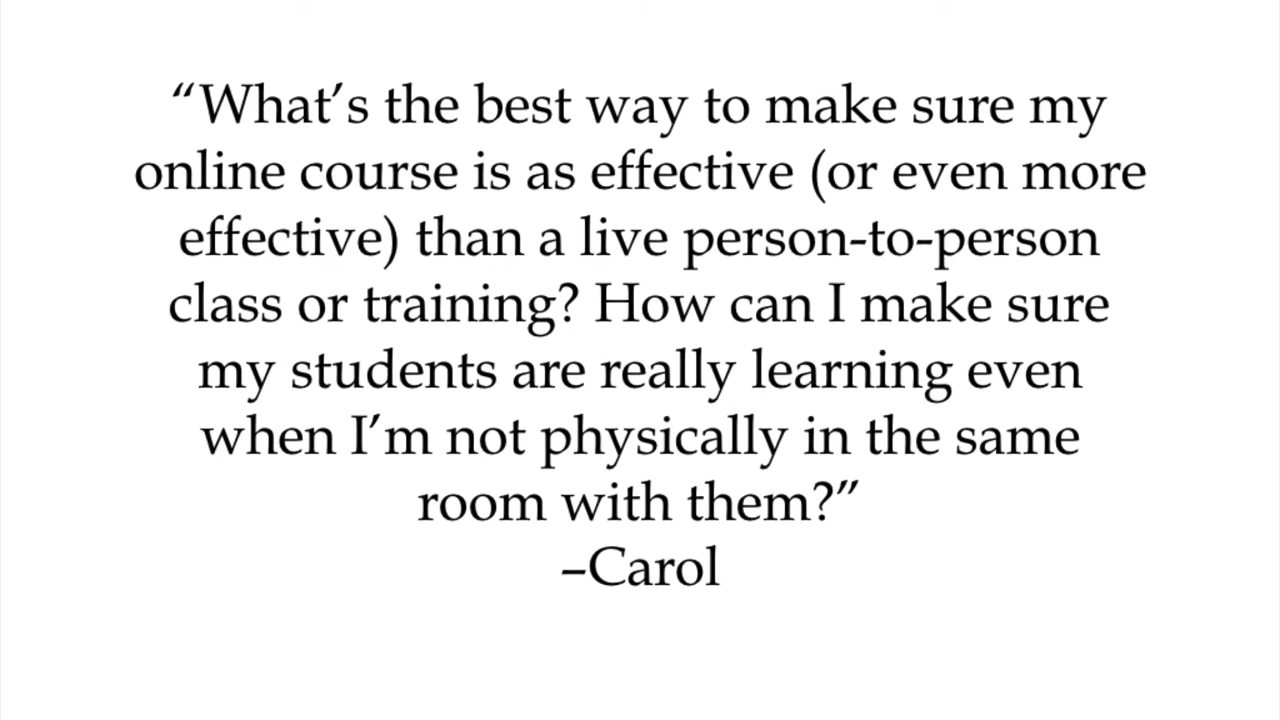 “What’s the best way to make sure my
online course is as effective (or even more
effective) than a live person-to-person
class or training? How can I make sure
my students are really learning even
when I’m not physically in the same
room with them?”
–Carol